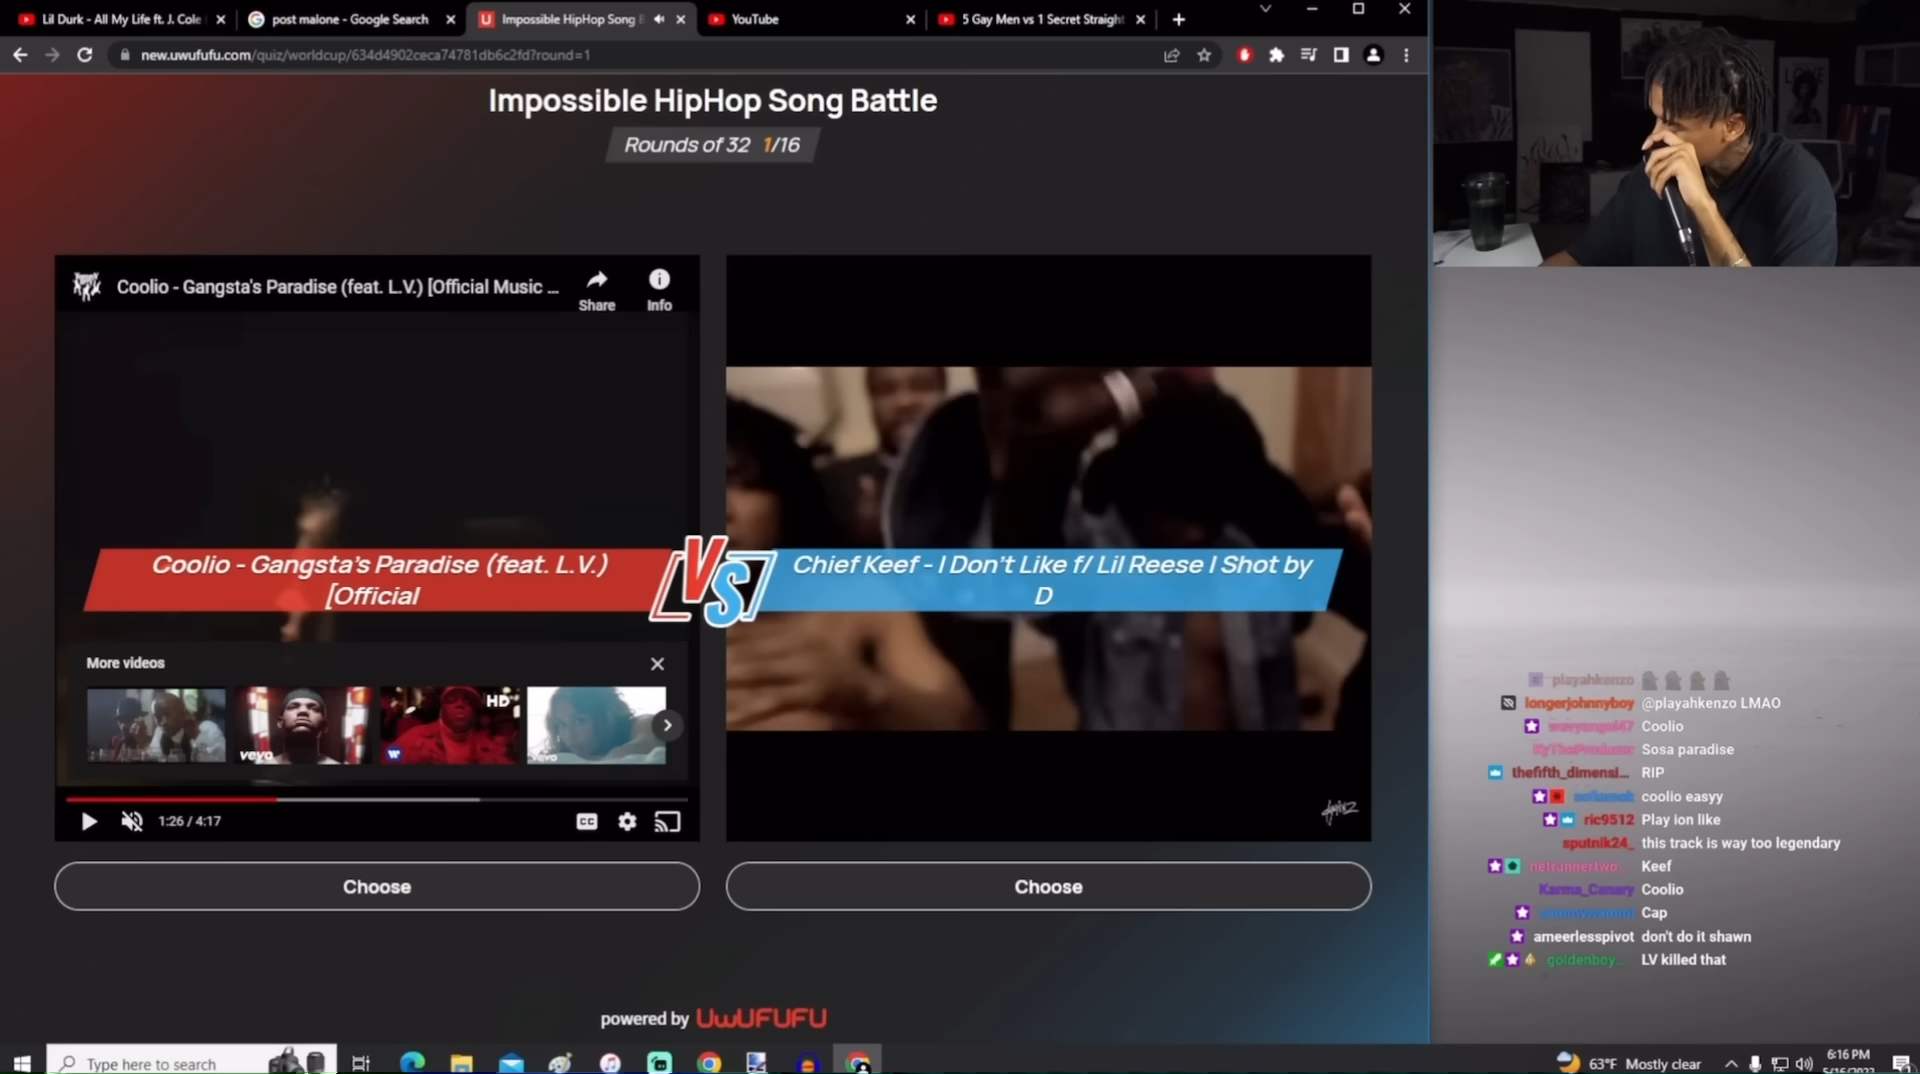 Lil Durk - All My Life ft. J. Cole
post malone - Google Search
Impossible HipHop Song B
YouTube
5 Gay Men vs 1 Secret Straight
new.uwufufu.com/quiz/worldcup/634d4902ceca74781db6c2fd?round=1
Impossible HipHop Song Battle
Rounds of 32 1/16
Coolio - Gangsta's Paradise (feat. L.V.) [Official Music ...
Share
Info
Coolio - Gangsta's Paradise (feat. L.V.)
[Official
VS
Chief Keef - I Don't Like f/ Lil Reese I Shot by
D
More videos
HD
vevo
vevo
1:26 / 4:17
CC
Choose
Choose
powered by UwUFUFU
playahkenzo
longerjohnnyboy @playahkenzo LMAO
Coolio
RyTheProducer Sosa paradise
thefifth_dimensi... RIP
coolio easyy
ric9512 Play ion like
sputnik24_ this track is way too legendary
netrunnertwo... Keef
Karma_Canary Coolio
Cap
ameerlesspivot don't do it shawn
goldenboy... LV killed that
Type here to search
63°F Mostly clear
6:16 PM